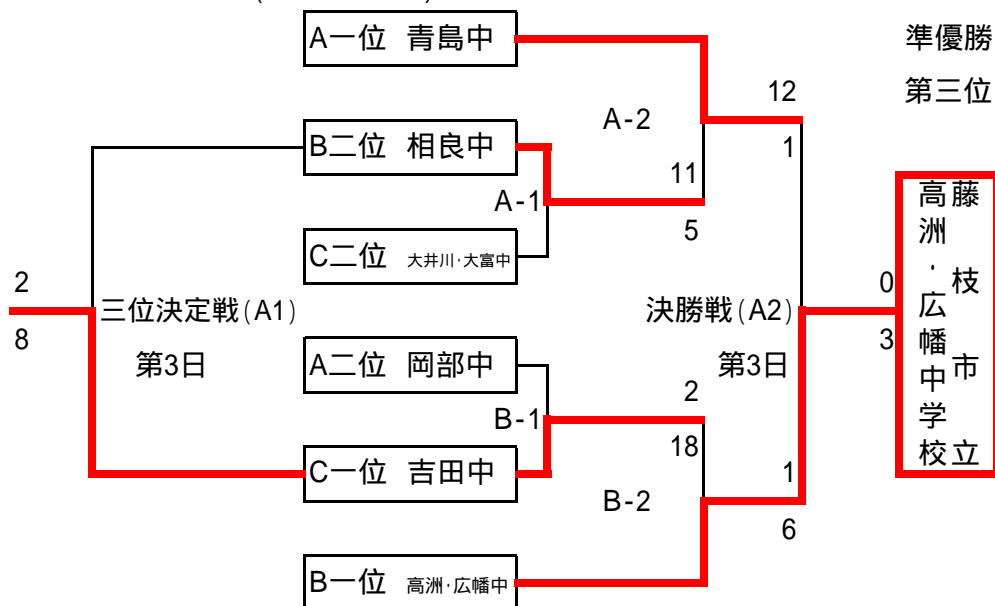 A一位 青島中
準優勝
第三位
12
1
A-2
B二位 相良中
A-1
11
5
C二位 大井川・大富中
藤枝市立
高洲・広幡中学校
2
8
三位決定戦(A1)
第3日
決勝戦(A2)
第3日
0
3
A二位 岡部中
B-1
2
18
C一位 吉田中
B-2
1
6
B一位 高洲・広幡中